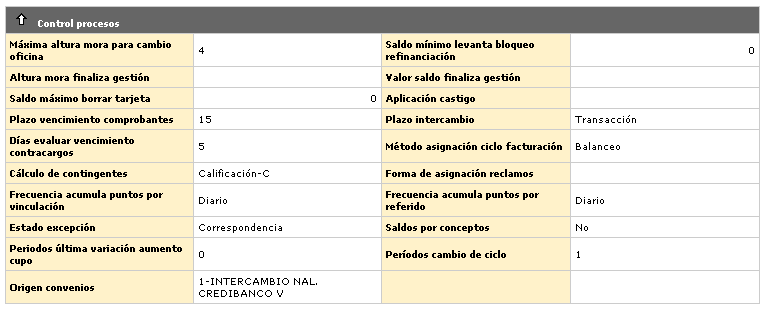 Control procesos
Máxima altura mora para cambio oficina 4 Saldo mínimo levanta bloqueo refinanciación 0
Altura mora finaliza gestión Valor saldo finaliza gestión
Saldo máximo borrar tarjeta 0 Aplicación castigo
Plazo vencimiento comprobantes 15 Plazo intercambio Transacción
Días evaluar vencimiento contracargos 5 Método asignación ciclo facturación Balanceo
Cálculo de contingentes Calificación-C Forma de asignación reclamos
Frecuencia acumula puntos por vinculación Diario Frecuencia acumula puntos por referido Diario
Estado excepción Correspondencia Saldos por conceptos No
Periodos última variación aumento cupo 0 Períodos cambio de ciclo 1
Origen convenios 1-INTERCAMBIO NAL. CREDIBANCO V